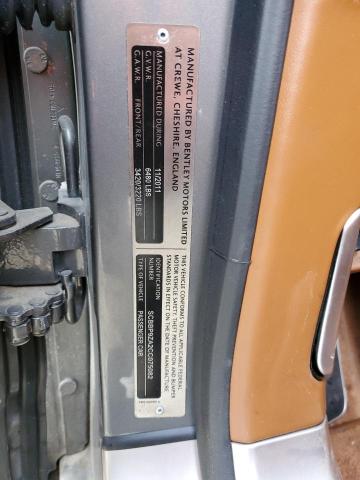 MANUFACTURED BY BENTLEY MOTORS LIMITED
AT CREWE, CHESHIRE, ENGLAND
MANUFACTURED DURING 11/2011
G.V.W.R. 6480 LBS
G.A.W.R. FRONT/REAR 3420/3220 LBS
THIS VEHICLE CONFORMS TO ALL APPLICABLE FEDERAL
MOTOR VEHICLE SAFETY, THEFT PREVENTION AND BUMPER
STANDARDS IN EFFECT ON THE DATE OF MANUFACTURE
IDENTIFICATION
NUMBER SCBBP9ZA2CC075082
TYPE OF VEHICLE PASSENGER CAR